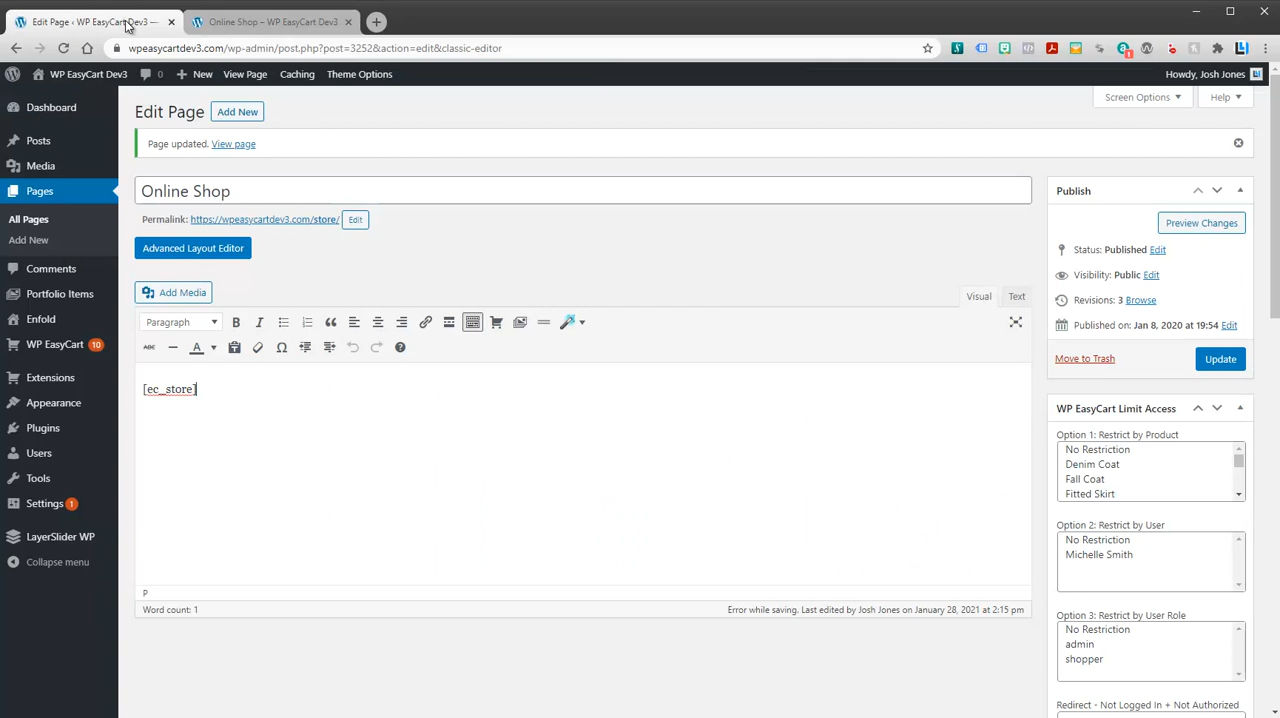 Edit Page ‹ WP EasyCart Dev3 —
Online Shop – WP EasyCart Dev3
wpeasycartdev3.com/wp-admin/post.php?post=3252&action=edit&classic-editor
1
WP EasyCart Dev3
0
New
View Page
Caching
Theme Options
Howdy, Josh Jones
Dashboard
Posts
Media
Pages
All Pages
Add New
Comments
Portfolio Items
Enfold
WP EasyCart 10
Extensions
Appearance
Plugins
Users
Tools
Settings 1
LayerSlider WP
Collapse menu
Screen Options
Help
Edit Page
Add New
Page updated. View page
Online Shop
Permalink: https://wpeasycartdev3.com/store/ Edit
Advanced Layout Editor
Add Media
Visual
Text
Paragraph
B
I
ABC
A
Ω
[ec_store]
P
Word count: 1
Error while saving. Last edited by Josh Jones on January 28, 2021 at 2:15 pm
Publish
Preview Changes
Status: Published Edit
Visibility: Public Edit
Revisions: 3 Browse
Published on: Jan 8, 2020 at 19:54 Edit
Move to Trash
Update
WP EasyCart Limit Access
Option 1: Restrict by Product
No Restriction
Denim Coat
Fall Coat
Fitted Skirt
Option 2: Restrict by User
No Restriction
Michelle Smith
Option 3: Restrict by User Role
No Restriction
admin
shopper
Redirect - Not Logged In + Not Authorized